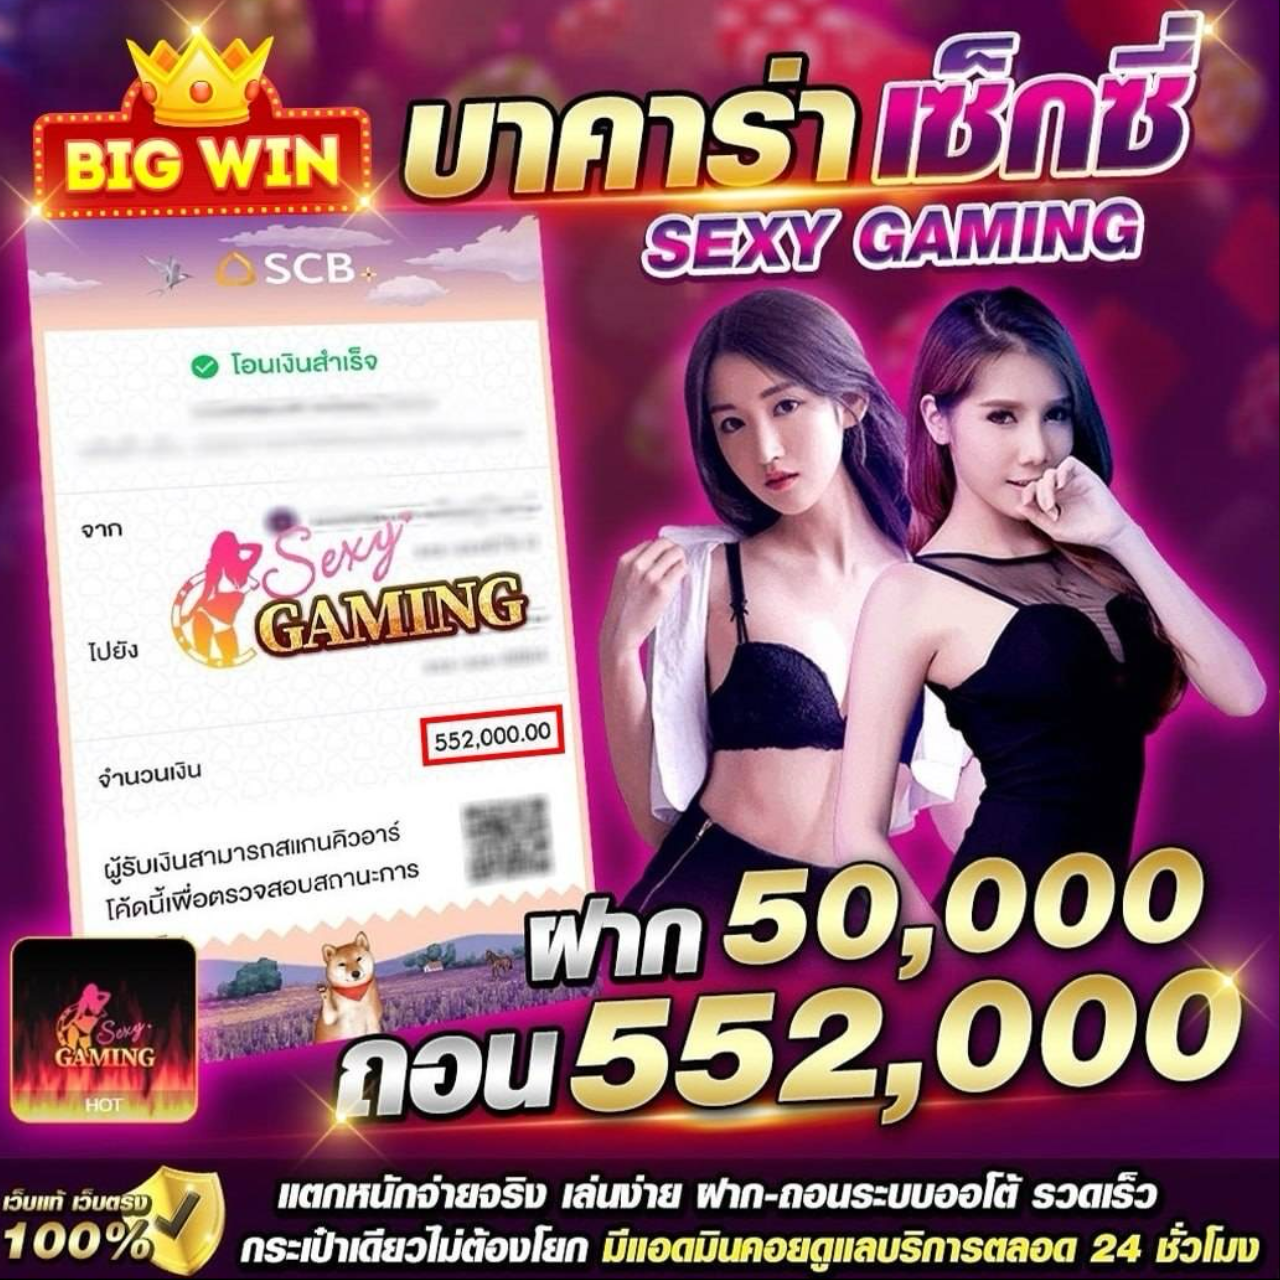 BIG WIN
บาคาร่า เซ็กซี่
SEXY GAMING
SCB
โอนเงินสำเร็จ
จาก
Sexy
GAMING
ไปยัง
552,000.00
จำนวนเงิน
ผู้รับเงินสามารถสแกนคิวอาร์
โค้ดนี้เพื่อตรวจสอบสถานะการ
ฝาก 50,000
ถอน 552,000
Sexy
GAMING
HOT
เว็บแท้ เว็บตรง
100%
แตกหนักจ่ายจริง เล่นง่าย ฝาก-ถอนระบบออโต้ รวดเร็ว
กระเป๋าเดียวไม่ต้องโยก มีแอดมินคอยดูแลบริการตลอด 24 ชั่วโมง